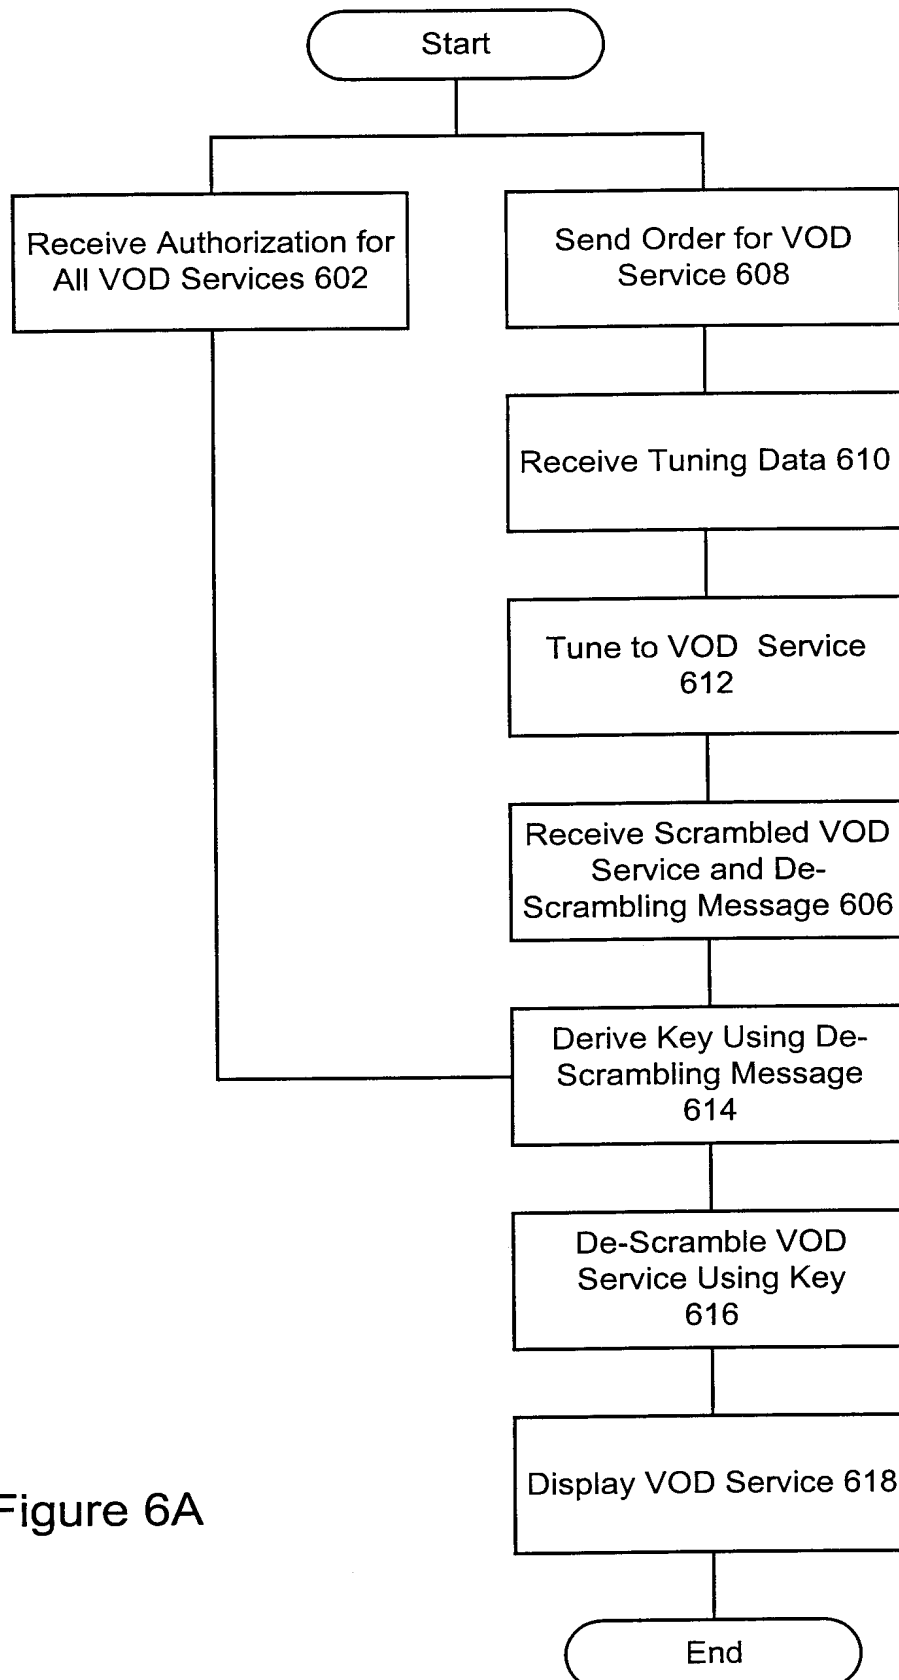 Start
Receive Authorization for
All VOD Services 602
Send Order for VOD
Service 608
Receive Tuning Data 610
Tune to VOD Service
612
Receive Scrambled VOD
Service and De-
Scrambling Message 606
Derive Key Using De-
Scrambling Message
614
De-Scramble VOD
Service Using Key
616
Display VOD Service 618
Figure 6A
End